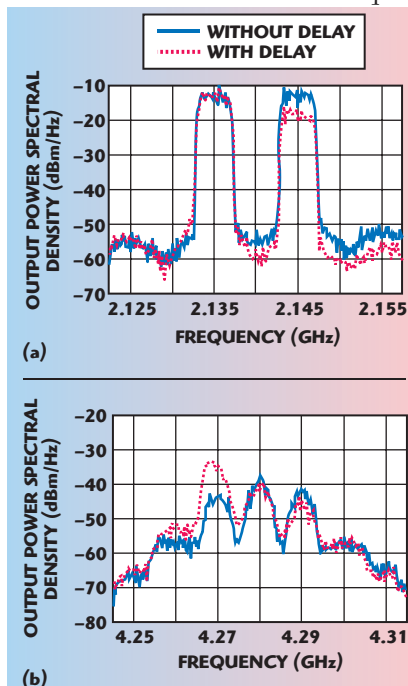 WITHOUT DELAY
WITH DELAY
OUTPUT POWER SPECTRAL
DENSITY (dBm/Hz)
−10
−20
−30
−40
−50
−60
−70
2.125 2.135 2.145 2.155
FREQUENCY (GHz)
(a)
OUTPUT POWER SPECTRAL
DENSITY (dBm/Hz)
−20
−30
−40
−50
−60
−70
−80
4.25 4.27 4.29 4.31
FREQUENCY (GHz)
(b)